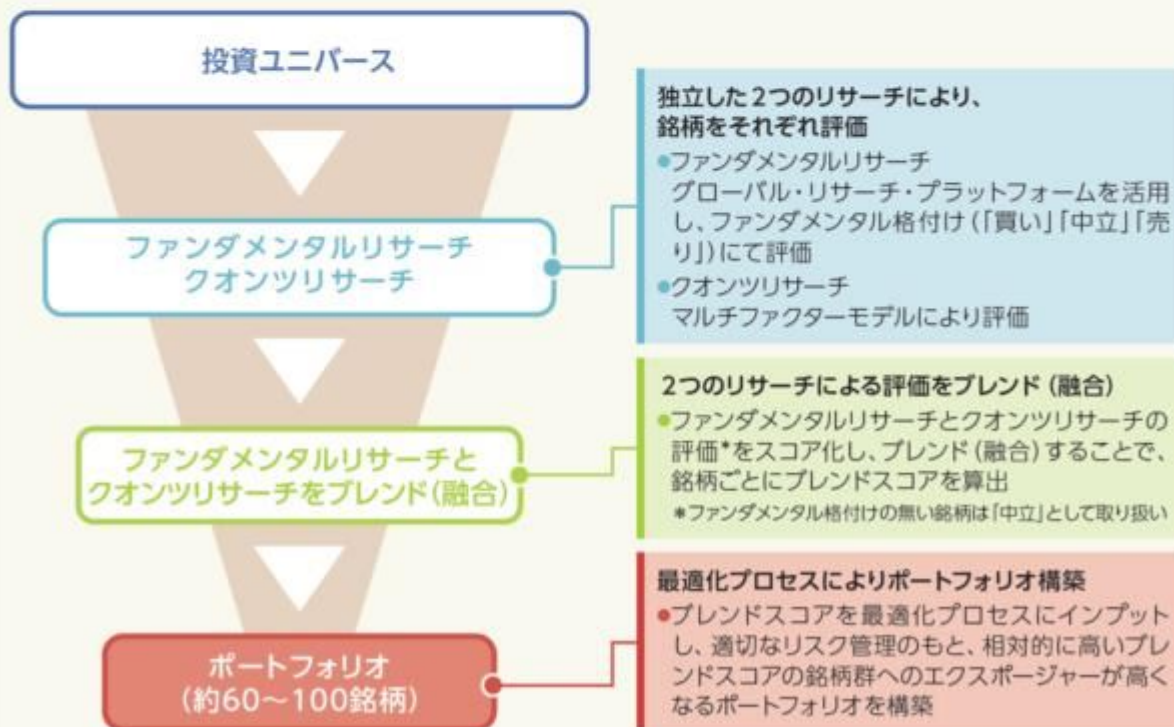 投資ユニバース
ファンダメンタルリサーチ
クオンツリサーチ
独立した2つのリサーチにより、
銘柄をそれぞれ評価
●ファンダメンタルリサーチ
グローバル・リサーチ・プラットフォームを活用
し、ファンダメンタル格付け(「買い」「中立」「売
り」)にて評価
●クオンツリサーチ
マルチファクターモデルにより評価
ファンダメンタルリサーチと
クオンツリサーチをブレンド(融合)
2つのリサーチによる評価をブレンド(融合)
●ファンダメンタルリサーチとクオンツリサーチの
評価*をスコア化し、ブレンド(融合)することで、
銘柄ごとにブレンドスコアを算出
*ファンダメンタル格付けの無い銘柄は「中立」として取り扱い
ポートフォリオ
(約60～100銘柄)
最適化プロセスによりポートフォリオ構築
●ブレンドスコアを最適化プロセスにインプット
し、適切なリスク管理のもと、相対的に高いブレ
ンドスコアの銘柄群へのエクスポージャーが高く
なるポートフォリオを構築